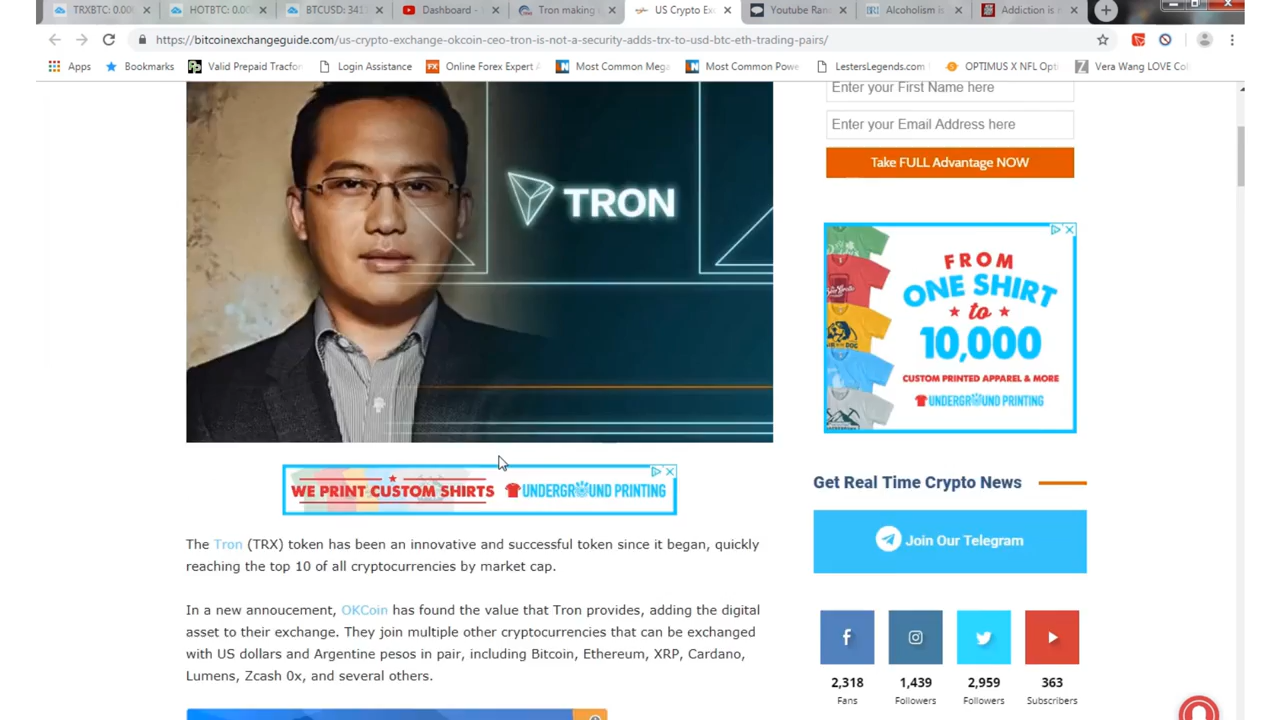 TRXBTC: 0.00
HOTBTC: 0.00
BTCUSD: 341
Dashboard -
Tron making
US Crypto Exc
Youtube Ran
Alcoholism is
Addiction is
https://bitcoinexchangeguide.com/us-crypto-exchange-okcoin-ceo-tron-is-not-a-security-adds-trx-to-usd-btc-eth-trading-pairs/
Apps
Bookmarks
Valid Prepaid Tracfon
Login Assistance
Online Forex Expert A
Most Common Mega
Most Common Powe
LestersLegends.com
OPTIMUS X NFL Opti
Vera Wang LOVE Col
Enter your First Name here
Enter your Email Address here
Take FULL Advantage NOW
TRON
FROM
ONE SHIRT
to
10,000
CUSTOM PRINTED APPAREL & MORE
UNDERGROUND PRINTING
WE PRINT CUSTOM SHIRTS UNDERGROUND PRINTING
Get Real Time Crypto News
Join Our Telegram
The Tron (TRX) token has been an innovative and successful token since it began, quickly
reaching the top 10 of all cryptocurrencies by market cap.
In a new annoucement, OKCoin has found the value that Tron provides, adding the digital
asset to their exchange. They join multiple other cryptocurrencies that can be exchanged
with US dollars and Argentine pesos in pair, including Bitcoin, Ethereum, XRP, Cardano,
Lumens, Zcash 0x, and several others.
2,318
Fans
1,439
Followers
2,959
Followers
363
Subscribers